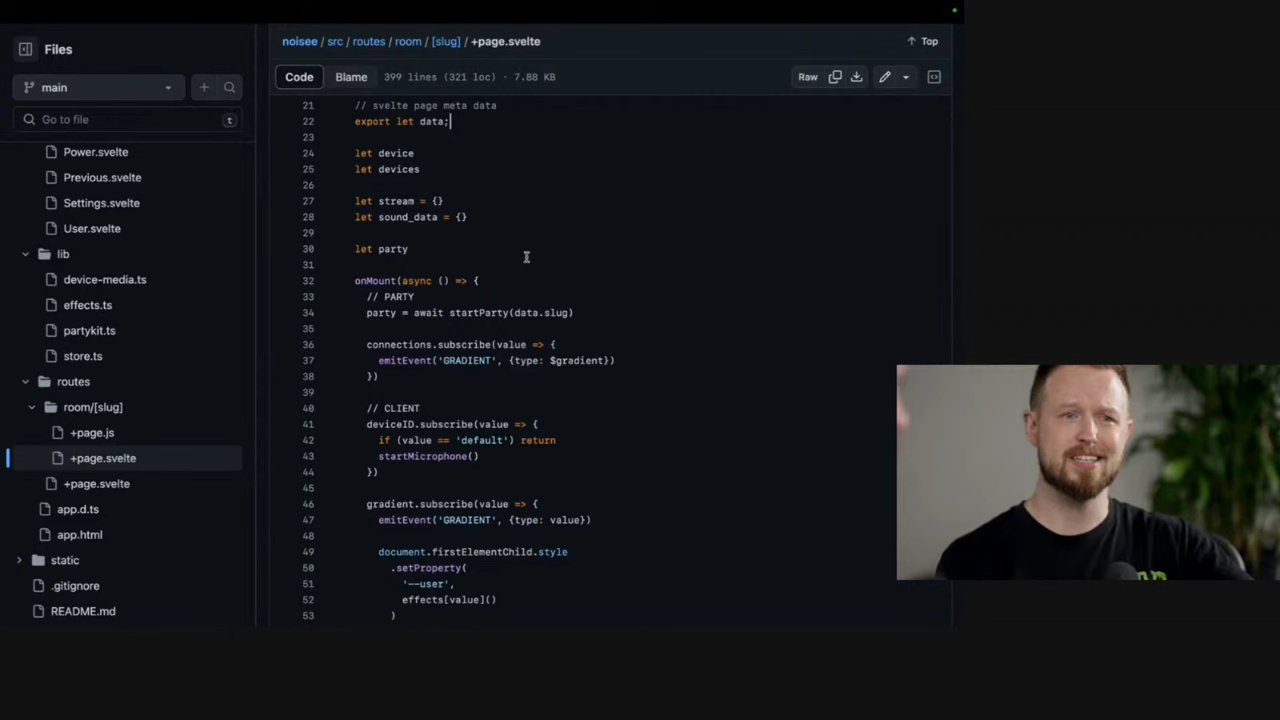 Files
main
Go to file
t
Power.svelte
Previous.svelte
Settings.svelte
User.svelte
lib
device-media.ts
effects.ts
partykit.ts
store.ts
routes
room/[slug]
+page.js
+page.svelte
+page.svelte
app.d.ts
app.html
static
.gitignore
README.md
noisee / src / routes / room / [slug] / +page.svelte
Top
Code Blame 399 lines (321 loc) · 7.88 KB
Raw
21 // svelte page meta data
22 export let data;
23
24 let device
25 let devices
26
27 let stream = {}
28 let sound_data = {}
29
30 let party
31
32 onMount(async () => {
33 // PARTY
34 party = await startParty(data.slug)
35
36 connections.subscribe(value => {
37 emitEvent('GRADIENT', {type: $gradient})
38 })
39
40 // CLIENT
41 deviceID.subscribe(value => {
42 if (value == 'default') return
43 startMicrophone()
44 })
45
46 gradient.subscribe(value => {
47 emitEvent('GRADIENT', {type: value})
48
49 document.firstElementChild.style
50 .setProperty(
51 '--user',
52 effects[value]()
53 )